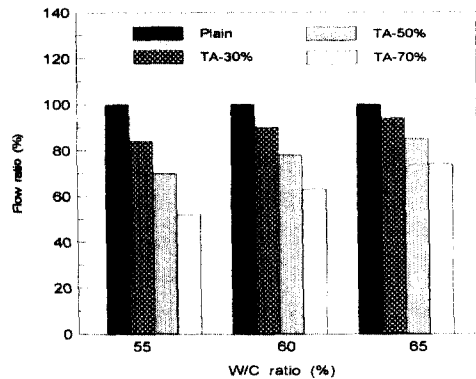 140
120
100
80
60
40
20
0
Flow ratio (%)
Plain
TA-50%
TA-30%
TA-70%
55 60 65
W/C ratio (%)